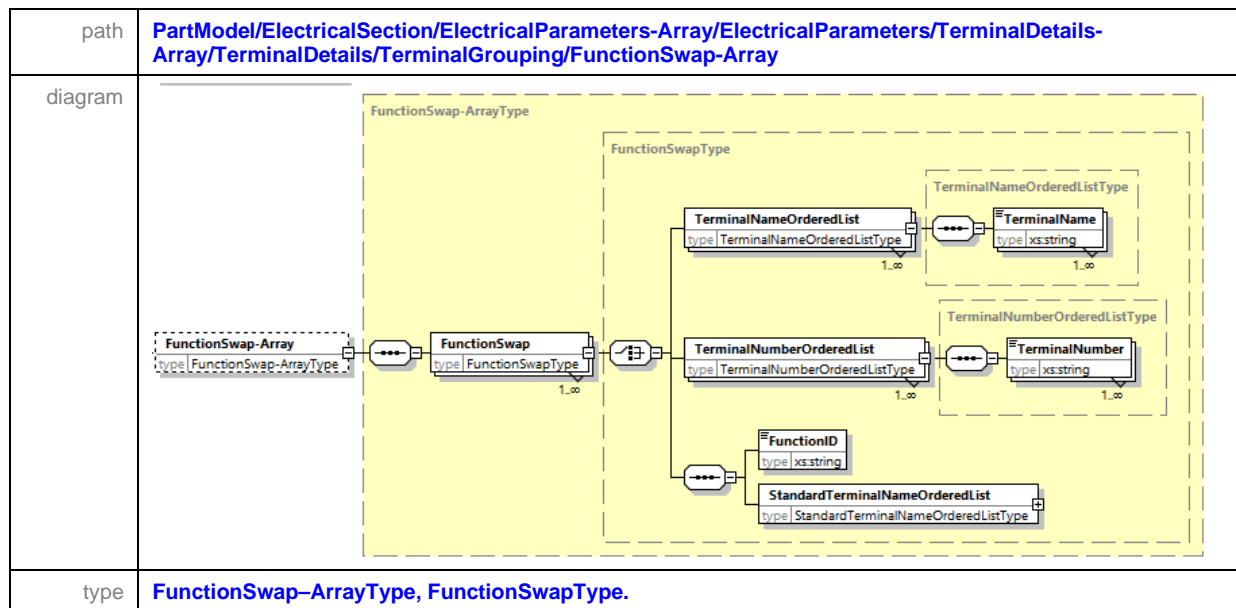 path
PartModel/ElectricalSection/ElectricalParameters-Array/ElectricalParameters/TerminalDetails-
Array/TerminalDetails/TerminalGrouping/FunctionSwap-Array
diagram
FunctionSwap-ArrayType
FunctionSwapType
TerminalNameOrderedListType
TerminalNameOrderedList
type TerminalNameOrderedListType
1..∞
TerminalName
type xs:string
1..∞
TerminalNumberOrderedListType
FunctionSwap-Array
type FunctionSwap-ArrayType
FunctionSwap
type FunctionSwapType
1..∞
TerminalNumberOrderedList
type TerminalNumberOrderedListType
1..∞
TerminalNumber
type xs:string
1..∞
FunctionID
type xs:string
StandardTerminalNameOrderedList
type StandardTerminalNameOrderedListType
type
FunctionSwap–ArrayType, FunctionSwapType.